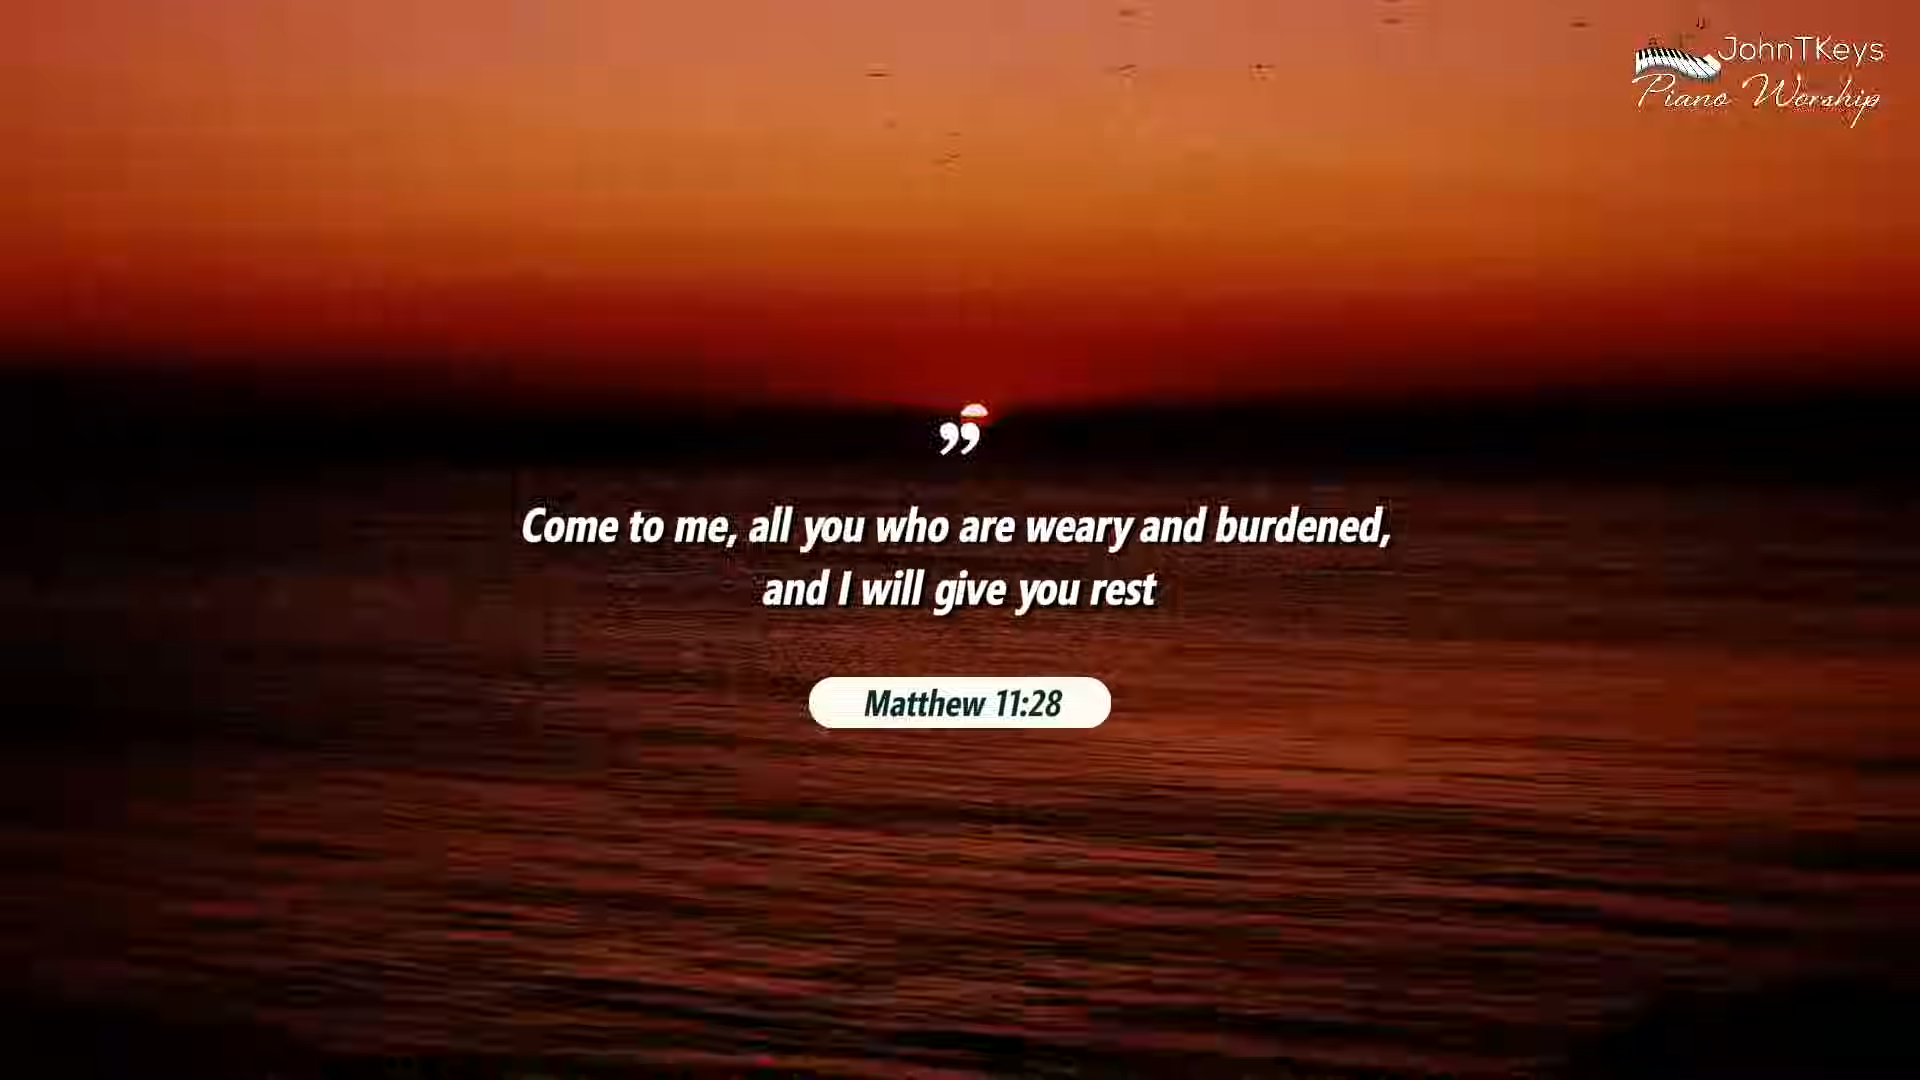 JohnTKeys
Piano Worship
”
Come to me, all you who are weary and burdened,
and I will give you rest
Matthew 11:28